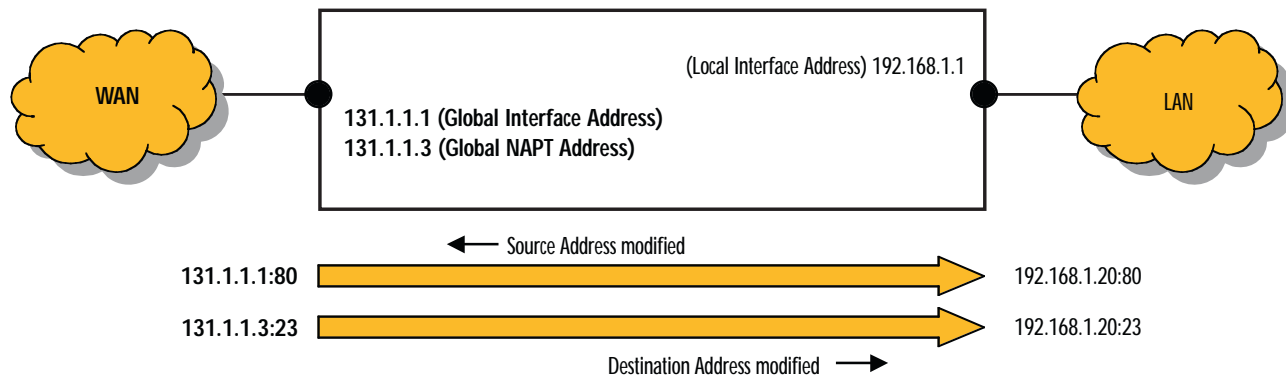 WAN
(Local Interface Address) 192.168.1.1
LAN
131.1.1.1 (Global Interface Address)
131.1.1.3 (Global NAPT Address)
Source Address modified
131.1.1.1:80
192.168.1.20:80
131.1.1.3:23
192.168.1.20:23
Destination Address modified